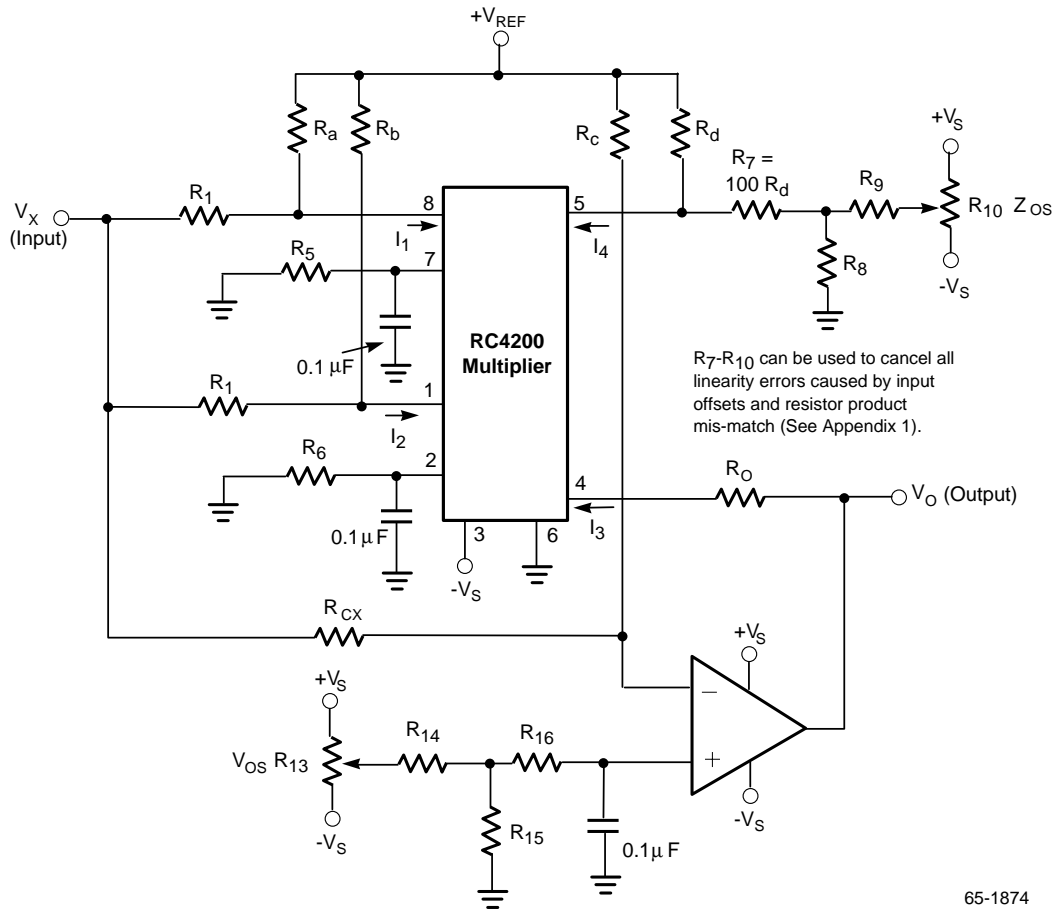 +VREF
Ra
Rb
Rc
Rd
+VS
R7 =
100 Rd
R9
R10 ZOS
-VS
R8
VX
(Input)
R1
8
I1
5
I4
R5
7
0.1 μF
RC4200
Multiplier
R7-R10 can be used to cancel all
linearity errors caused by input
offsets and resistor product
mis-match (See Appendix 1).
R1
1
I2
R6
2
0.1μF
3
-VS
6
4
I3
RO
VO (Output)
RCX
+VS
−
+
-VS
+VS
VOS R13
-VS
R14
R16
R15
0.1μF
65-1874